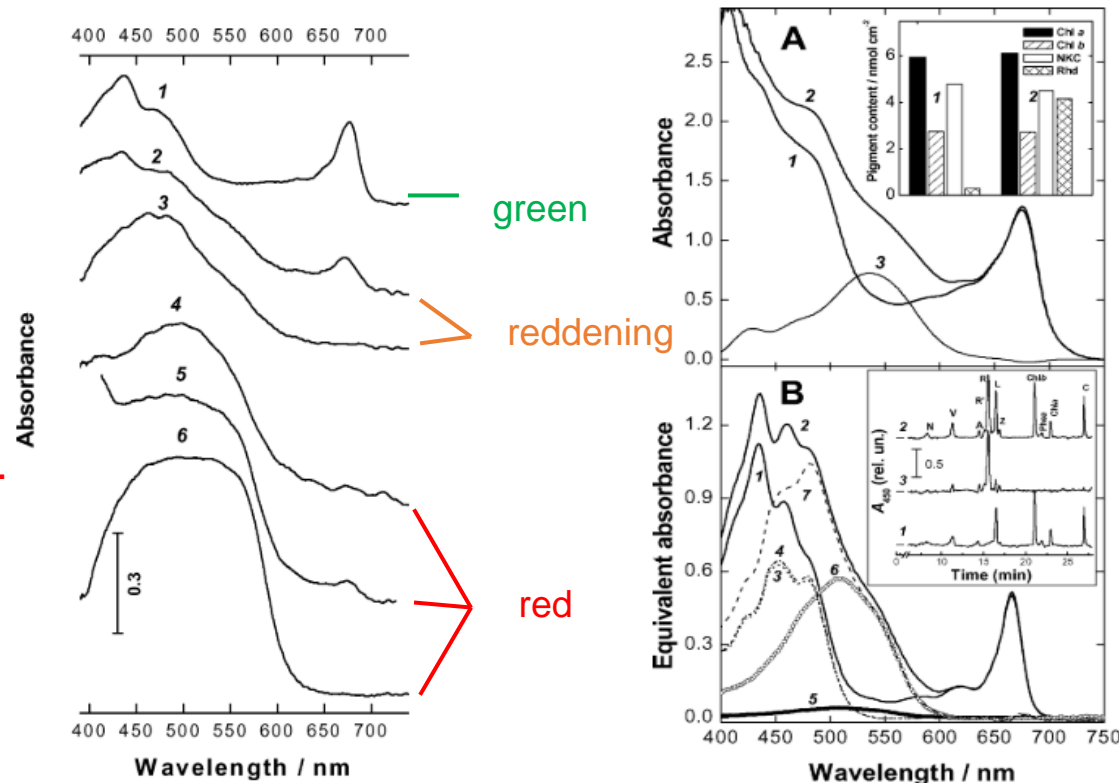 400 450 500 550 600 650 700
1
2
3
4
5
6
0.3
Absorbance
400 450 500 550 600 650 700
Wavelength / nm
green
reddening
red
A
2.5
2.0
1.5
1.0
0.5
0.0
Absorbance
1
2
3
Pigment content / nmol cm-2
6
4
2
0
1
2
Chl a
Chl b
NKC
Rhd
B
1.2
0.9
0.6
0.3
0.0
Equivalent absorbance
1
2
7
4
3
6
5
A450 (rel. un.)
2
3
1
0.5
N
V
A
R'
R
L
Z
Chlb
Phea
Chla
C
0 15 20 25
Time (min)
400 450 500 550 600 650 700 750
Wavelength / nm